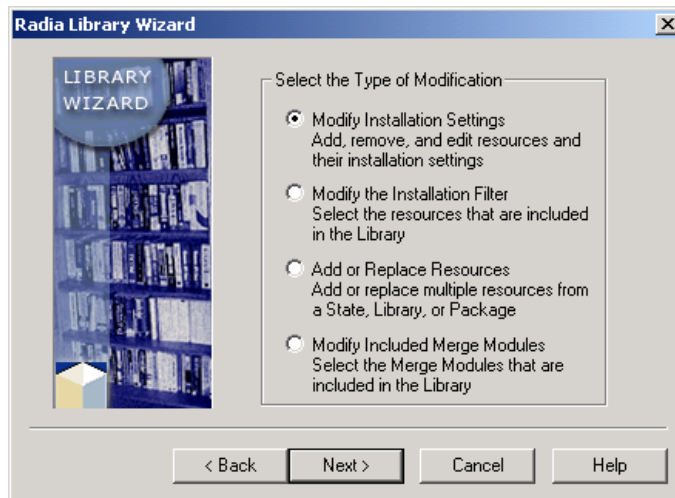 Radia Library Wizard
LIBRARY
WIZARD
Select the Type of Modification
Modify Installation Settings
Add, remove, and edit resources and
their installation settings
Modify the Installation Filter
Select the resources that are included
in the Library
Add or Replace Resources
Add or replace multiple resources from
a State, Library, or Package
Modify Included Merge Modules
Select the Merge Modules that are
included in the Library
< Back
Next >
Cancel
Help